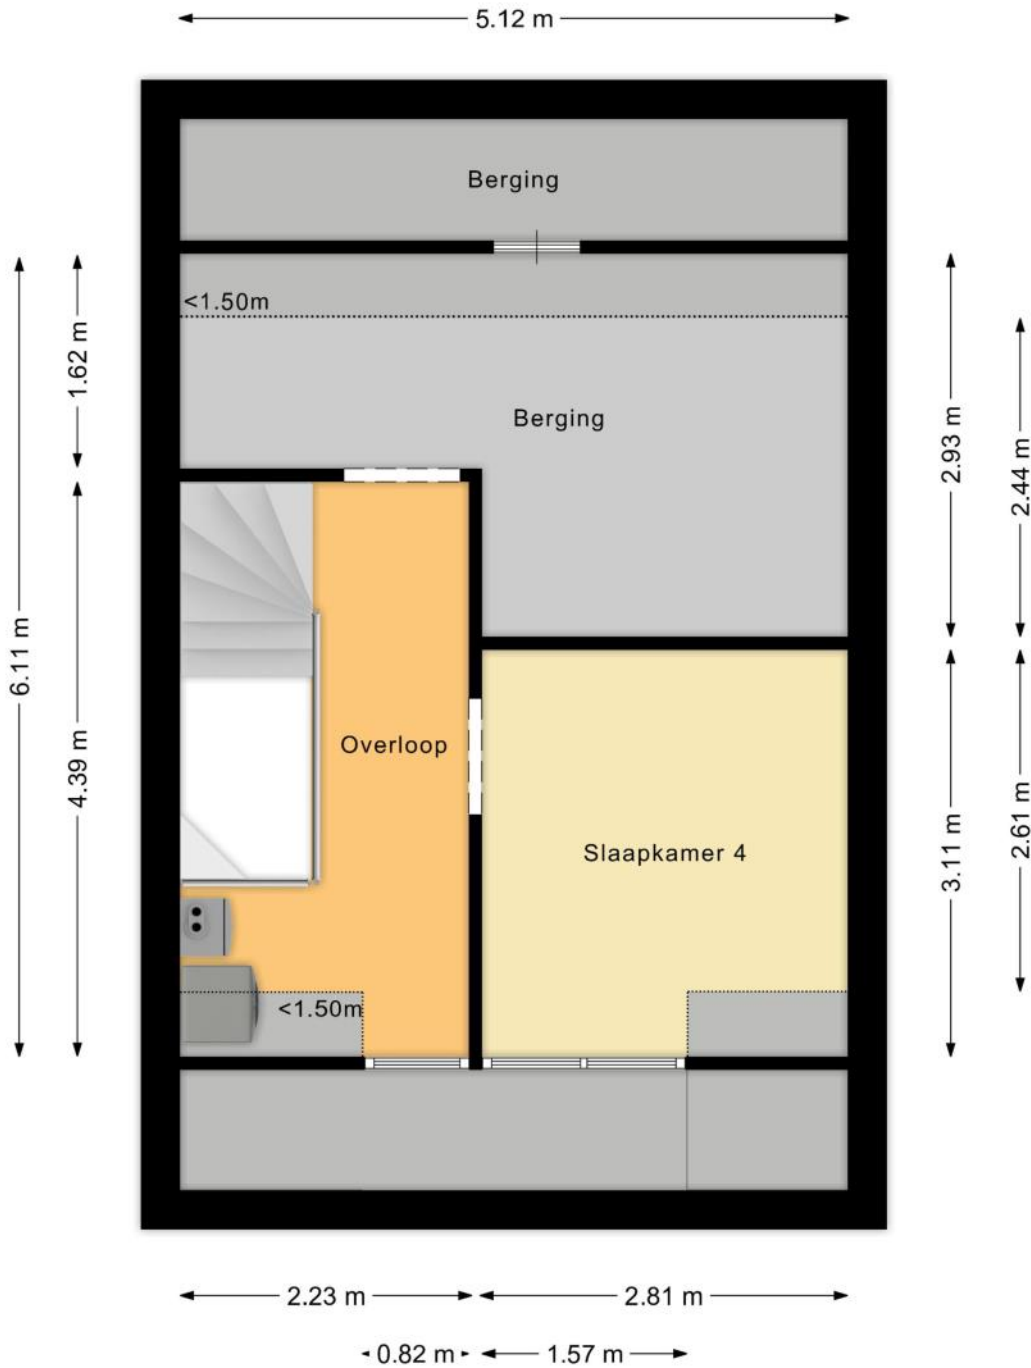 5.12 m
Berging
<1.50m
Berging
1.62 m
2.93 m
2.44 m
6.11 m
4.39 m
Overloop
Slaapkamer 4
3.11 m
2.61 m
<1.50m
2.23 m
2.81 m
0.82 m
1.57 m